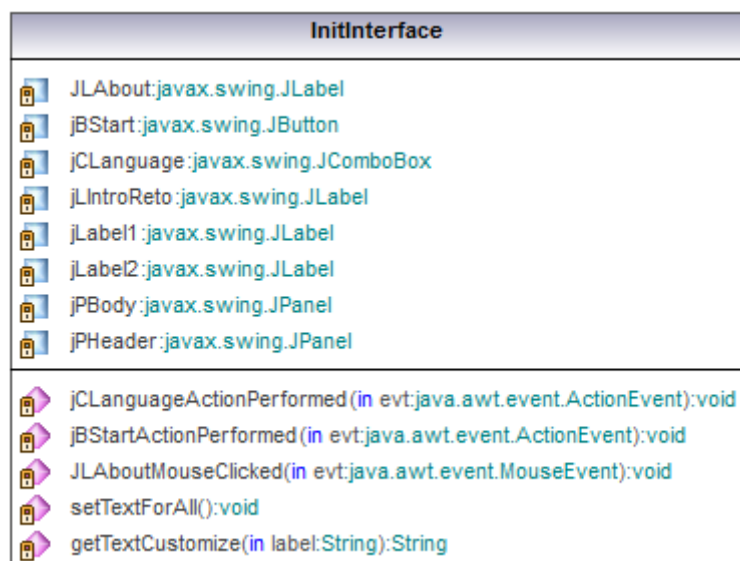 InitInterface
JLAbout:javax.swing.JLabel
jBStart:javax.swing.JButton
jCLanguage:javax.swing.JComboBox
jLIntroReto:javax.swing.JLabel
jLabel1:javax.swing.JLabel
jLabel2:javax.swing.JLabel
jPBody:javax.swing.JPanel
jPHeader:javax.swing.JPanel
jCLanguageActionPerformed(in evt:java.awt.event.ActionEvent):void
jBStartActionPerformed(in evt:java.awt.event.ActionEvent):void
JLAboutMouseClicked(in evt:java.awt.event.MouseEvent):void
setTextForAll():void
getTextCustomize(in label:String):String